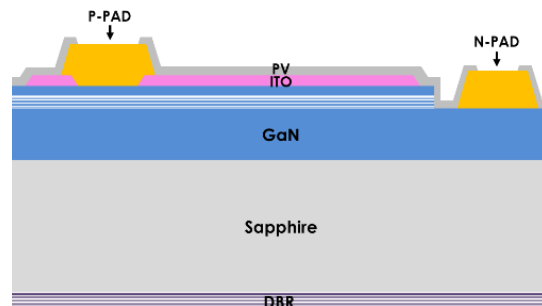 P-PAD
N-PAD
PV
ITO
GaN
Sapphire
DBR